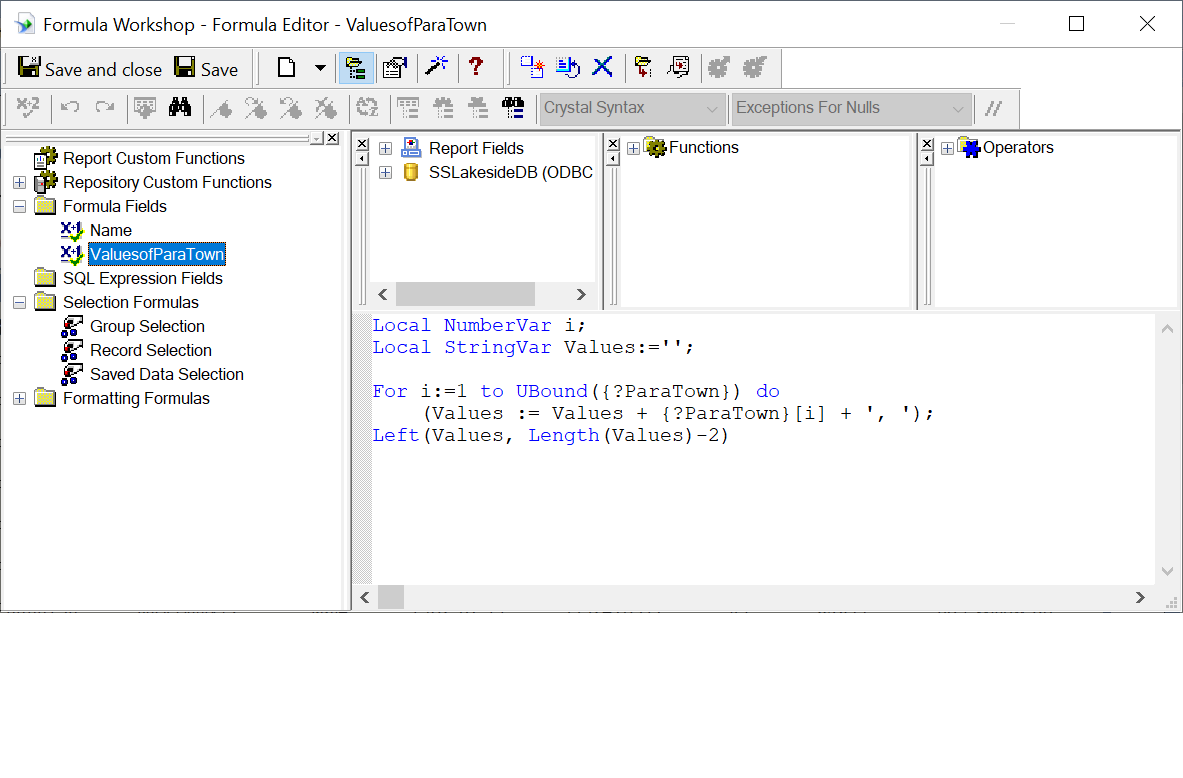 Formula Workshop - Formula Editor - ValuesofParaTown
Save and close Save
Crystal Syntax Exceptions For Nulls //
Report Custom Functions
Repository Custom Functions
Formula Fields
Name
ValuesofParaTown
SQL Expression Fields
Selection Formulas
Group Selection
Record Selection
Saved Data Selection
Formatting Formulas
Report Fields
SSLakesideDB (ODBC
Functions
Operators
Local NumberVar i;
Local StringVar Values:='';
For i:=1 to UBound({?ParaTown}) do
(Values := Values + {?ParaTown}[i] + ', ');
Left(Values, Length(Values)-2)